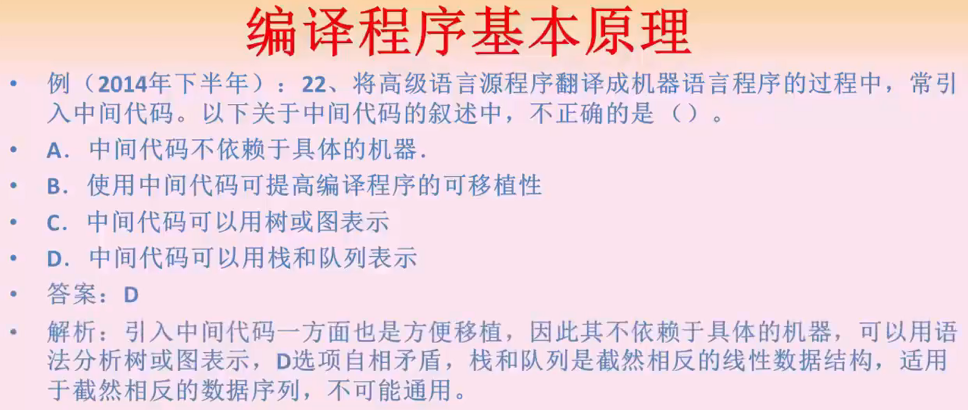 编译程序基本原理
• 例（2014年下半年）：22、将高级语言源程序翻译成机器语言程序的过程中，常引
入中间代码。以下关于中间代码的叙述中，不正确的是（）。
• A．中间代码不依赖于具体的机器．
• B．使用中间代码可提高编译程序的可移植性
• C．中间代码可以用树或图表示
• D．中间代码可以用栈和队列表示
• 答案：D
• 解析：引入中间代码一方面也是方便移植，因此其不依赖于具体的机器，可以用语
法分析树或图表示，D选项自相矛盾，栈和队列是截然相反的线性数据结构，适用
于截然相反的数据序列，不可能通用。